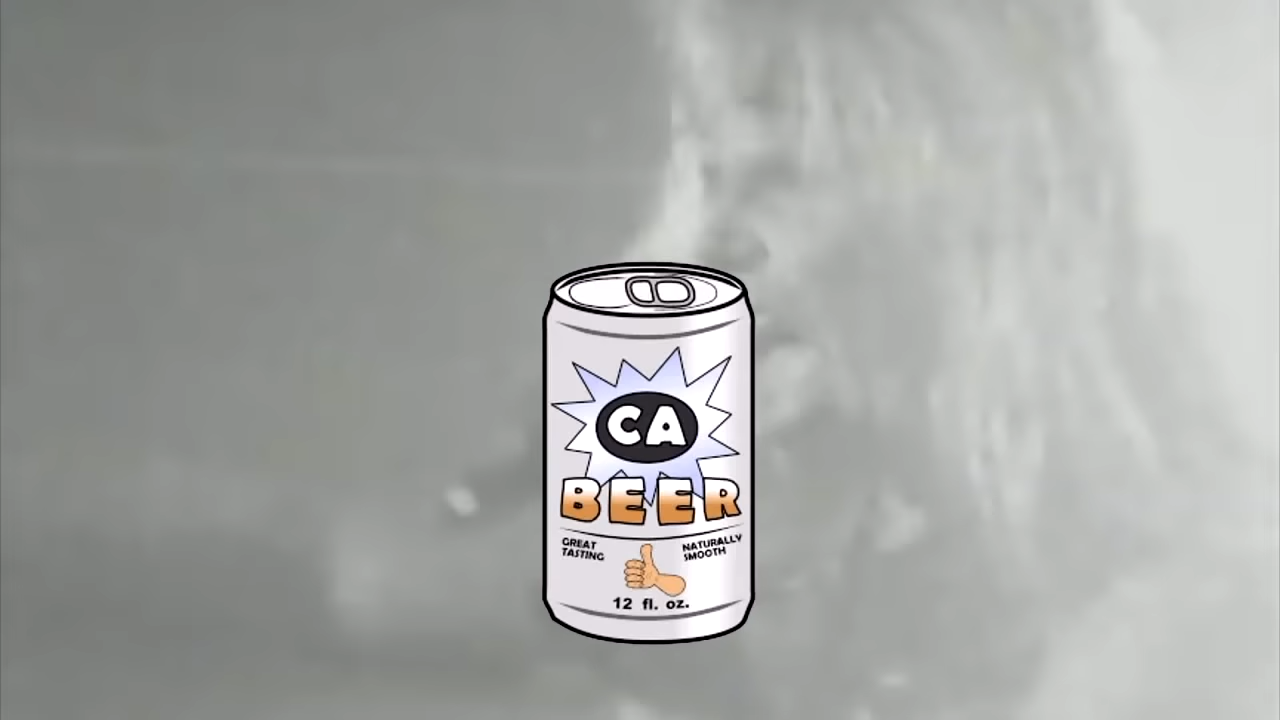 CA
BEER
GREAT
TASTING
NATURALLY
SMOOTH
12 fl. oz.